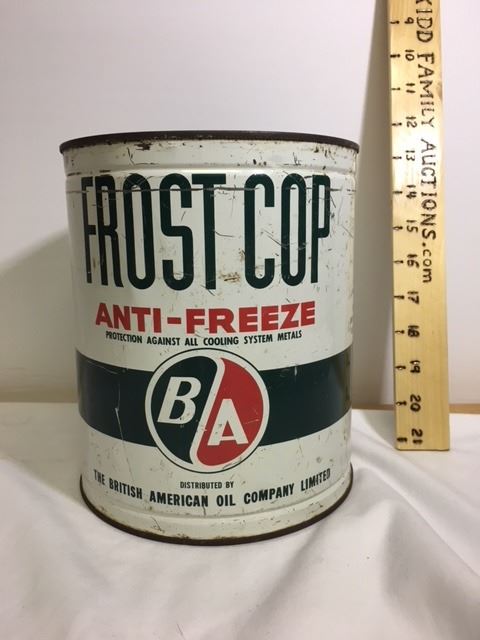 FROST COP
ANTI-FREEZE
PROTECTION AGAINST ALL COOLING SYSTEM METALS
B/A
DISTRIBUTED BY
THE BRITISH AMERICAN OIL COMPANY LIMITED
KIDD FAMILY AUCTIONS.com
9
10
11
12
13
14
15
16
17
18
19
20
21